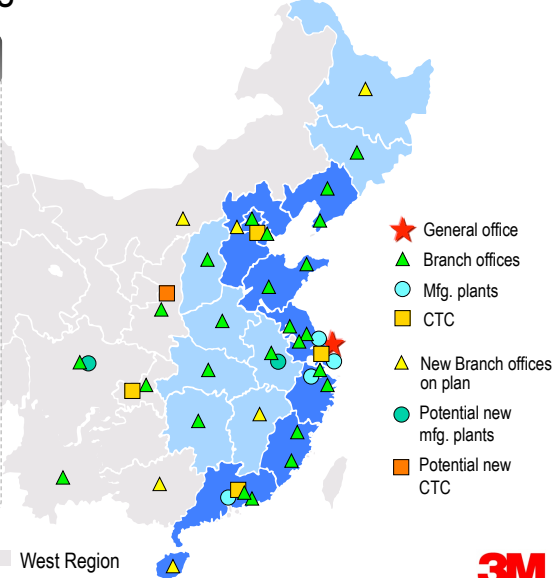 General office
Branch offices
Mfg. plants
CTC
New Branch offices
on plan
Potential new
mfg. plants
Potential new
CTC
West Region
3M